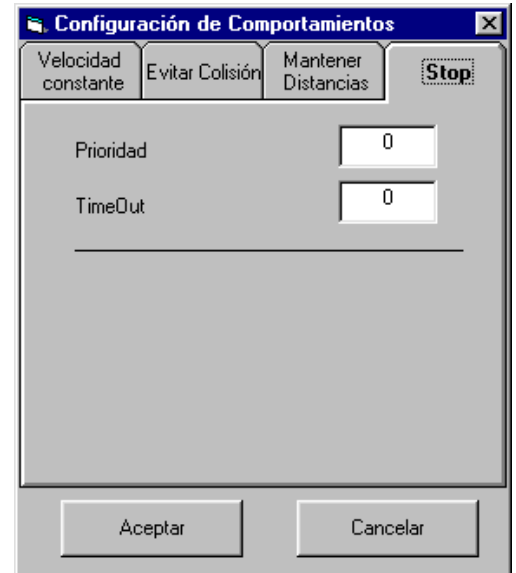 Configuración de Comportamientos
Velocidad
constante
Evitar Colisión
Mantener
Distancias
Stop
Prioridad
0
TimeOut
0
Aceptar
Cancelar